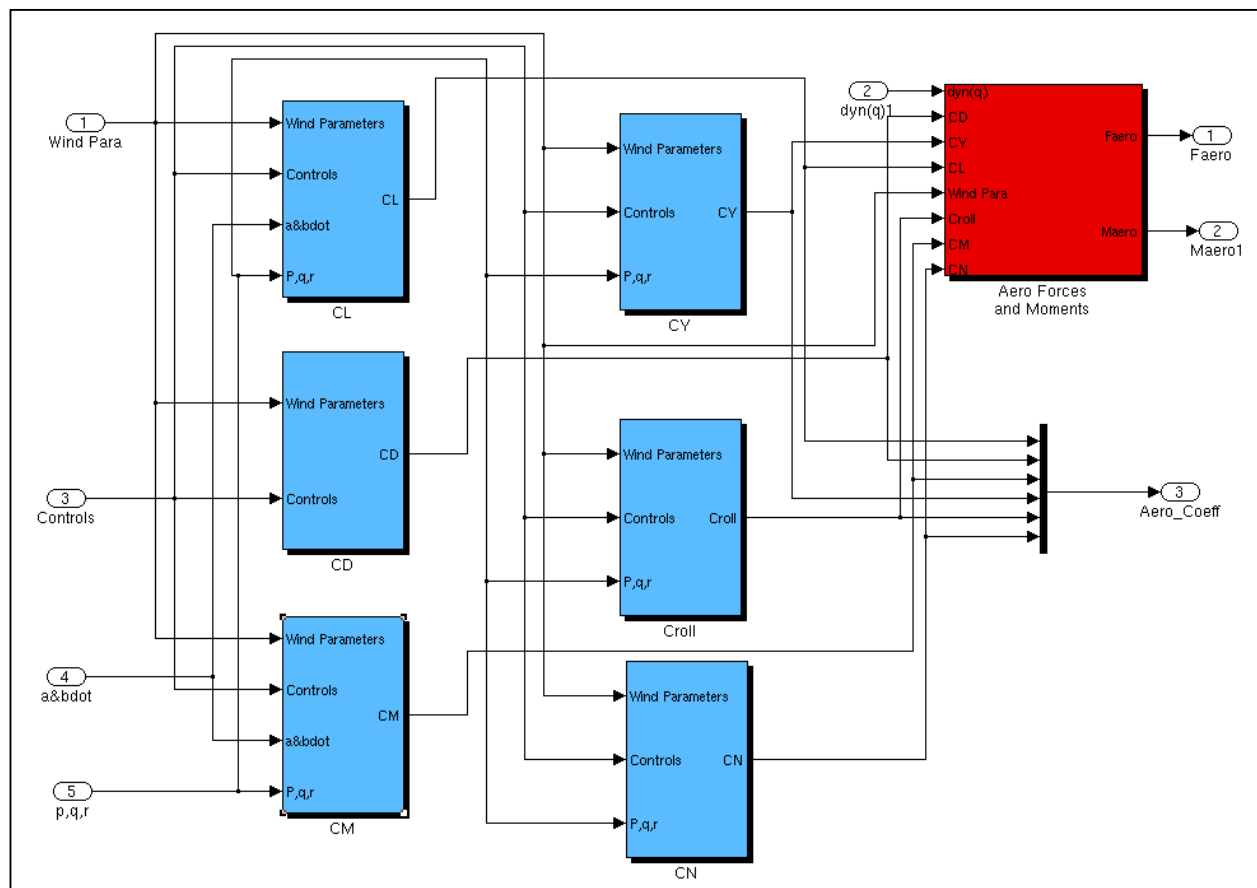 1
Wind Para
3
Controls
4
a&bdot
5
p,q,r
Wind Parameters
Controls
a&bdot
P,q,r
CL
CL
Wind Parameters
Controls
CD
CD
Wind Parameters
Controls
a&bdot
P,q,r
CM
CM
Wind Parameters
Controls
P,q,r
CY
CY
Wind Parameters
Controls
P,q,r
Croll
Croll
Wind Parameters
Controls
P,q,r
CN
CN
2
dyn(q)1
dyn(q)
CD
CY
CL
Wind Para
Croll
CM
CN
Faero
Maero
Aero Forces
and Moments
1
Faero
2
Maero1
3
Aero_Coeff